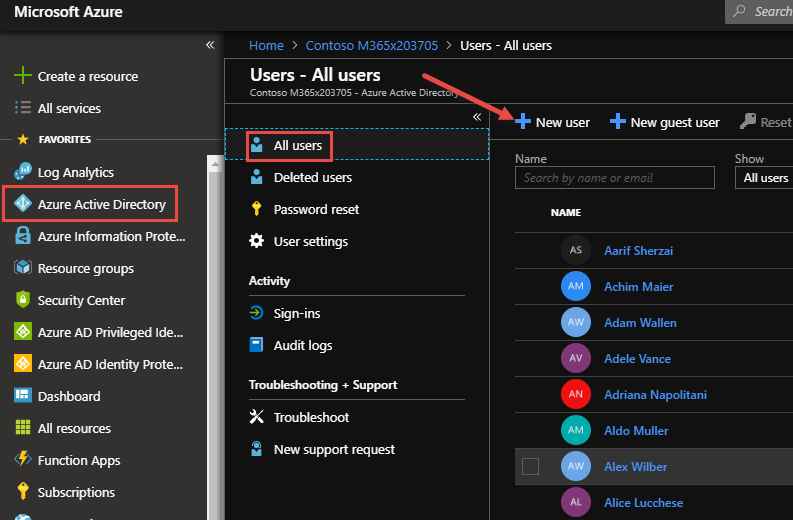 Microsoft Azure
Search
«
Create a resource
All services
FAVORITES
Log Analytics
Azure Active Directory
Azure Information Prote...
Resource groups
Security Center
Azure AD Privileged Ide...
Azure AD Identity Prote...
Dashboard
All resources
Function Apps
Subscriptions
Home > Contoso M365x203705 > Users - All users
Users - All users
Contoso M365x203705 - Azure Active Directory
«
All users
Deleted users
Password reset
User settings
Activity
Sign-ins
Audit logs
Troubleshooting + Support
Troubleshoot
New support request
New user
New guest user
Reset
Name
Search by name or email
Show
All users
NAME
AS Aarif Sherzai
AM Achim Maier
AW Adam Wallen
AV Adele Vance
AN Adriana Napolitani
AM Aldo Muller
AW Alex Wilber
AL Alice Lucchese